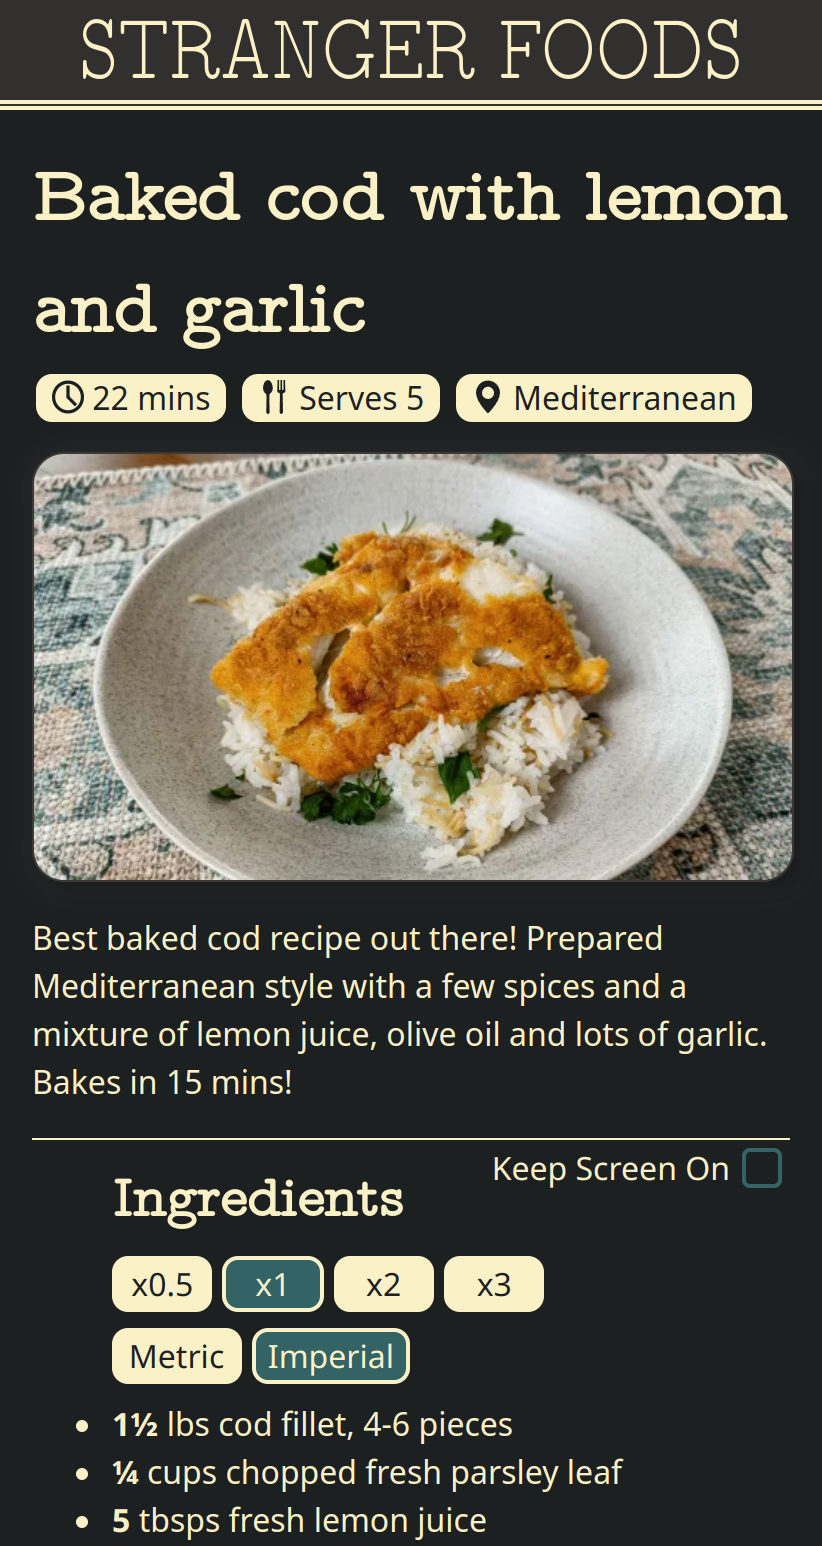 STRANGER FOODS
Baked cod with lemon
and garlic
22 mins
Serves 5
Mediterranean
Best baked cod recipe out there! Prepared
Mediterranean style with a few spices and a
mixture of lemon juice, olive oil and lots of garlic.
Bakes in 15 mins!
Keep Screen On
Ingredients
x0.5 x1 x2 x3
Metric Imperial
• 1½ lbs cod fillet, 4-6 pieces
• ¼ cups chopped fresh parsley leaf
• 5 tbsps fresh lemon juice